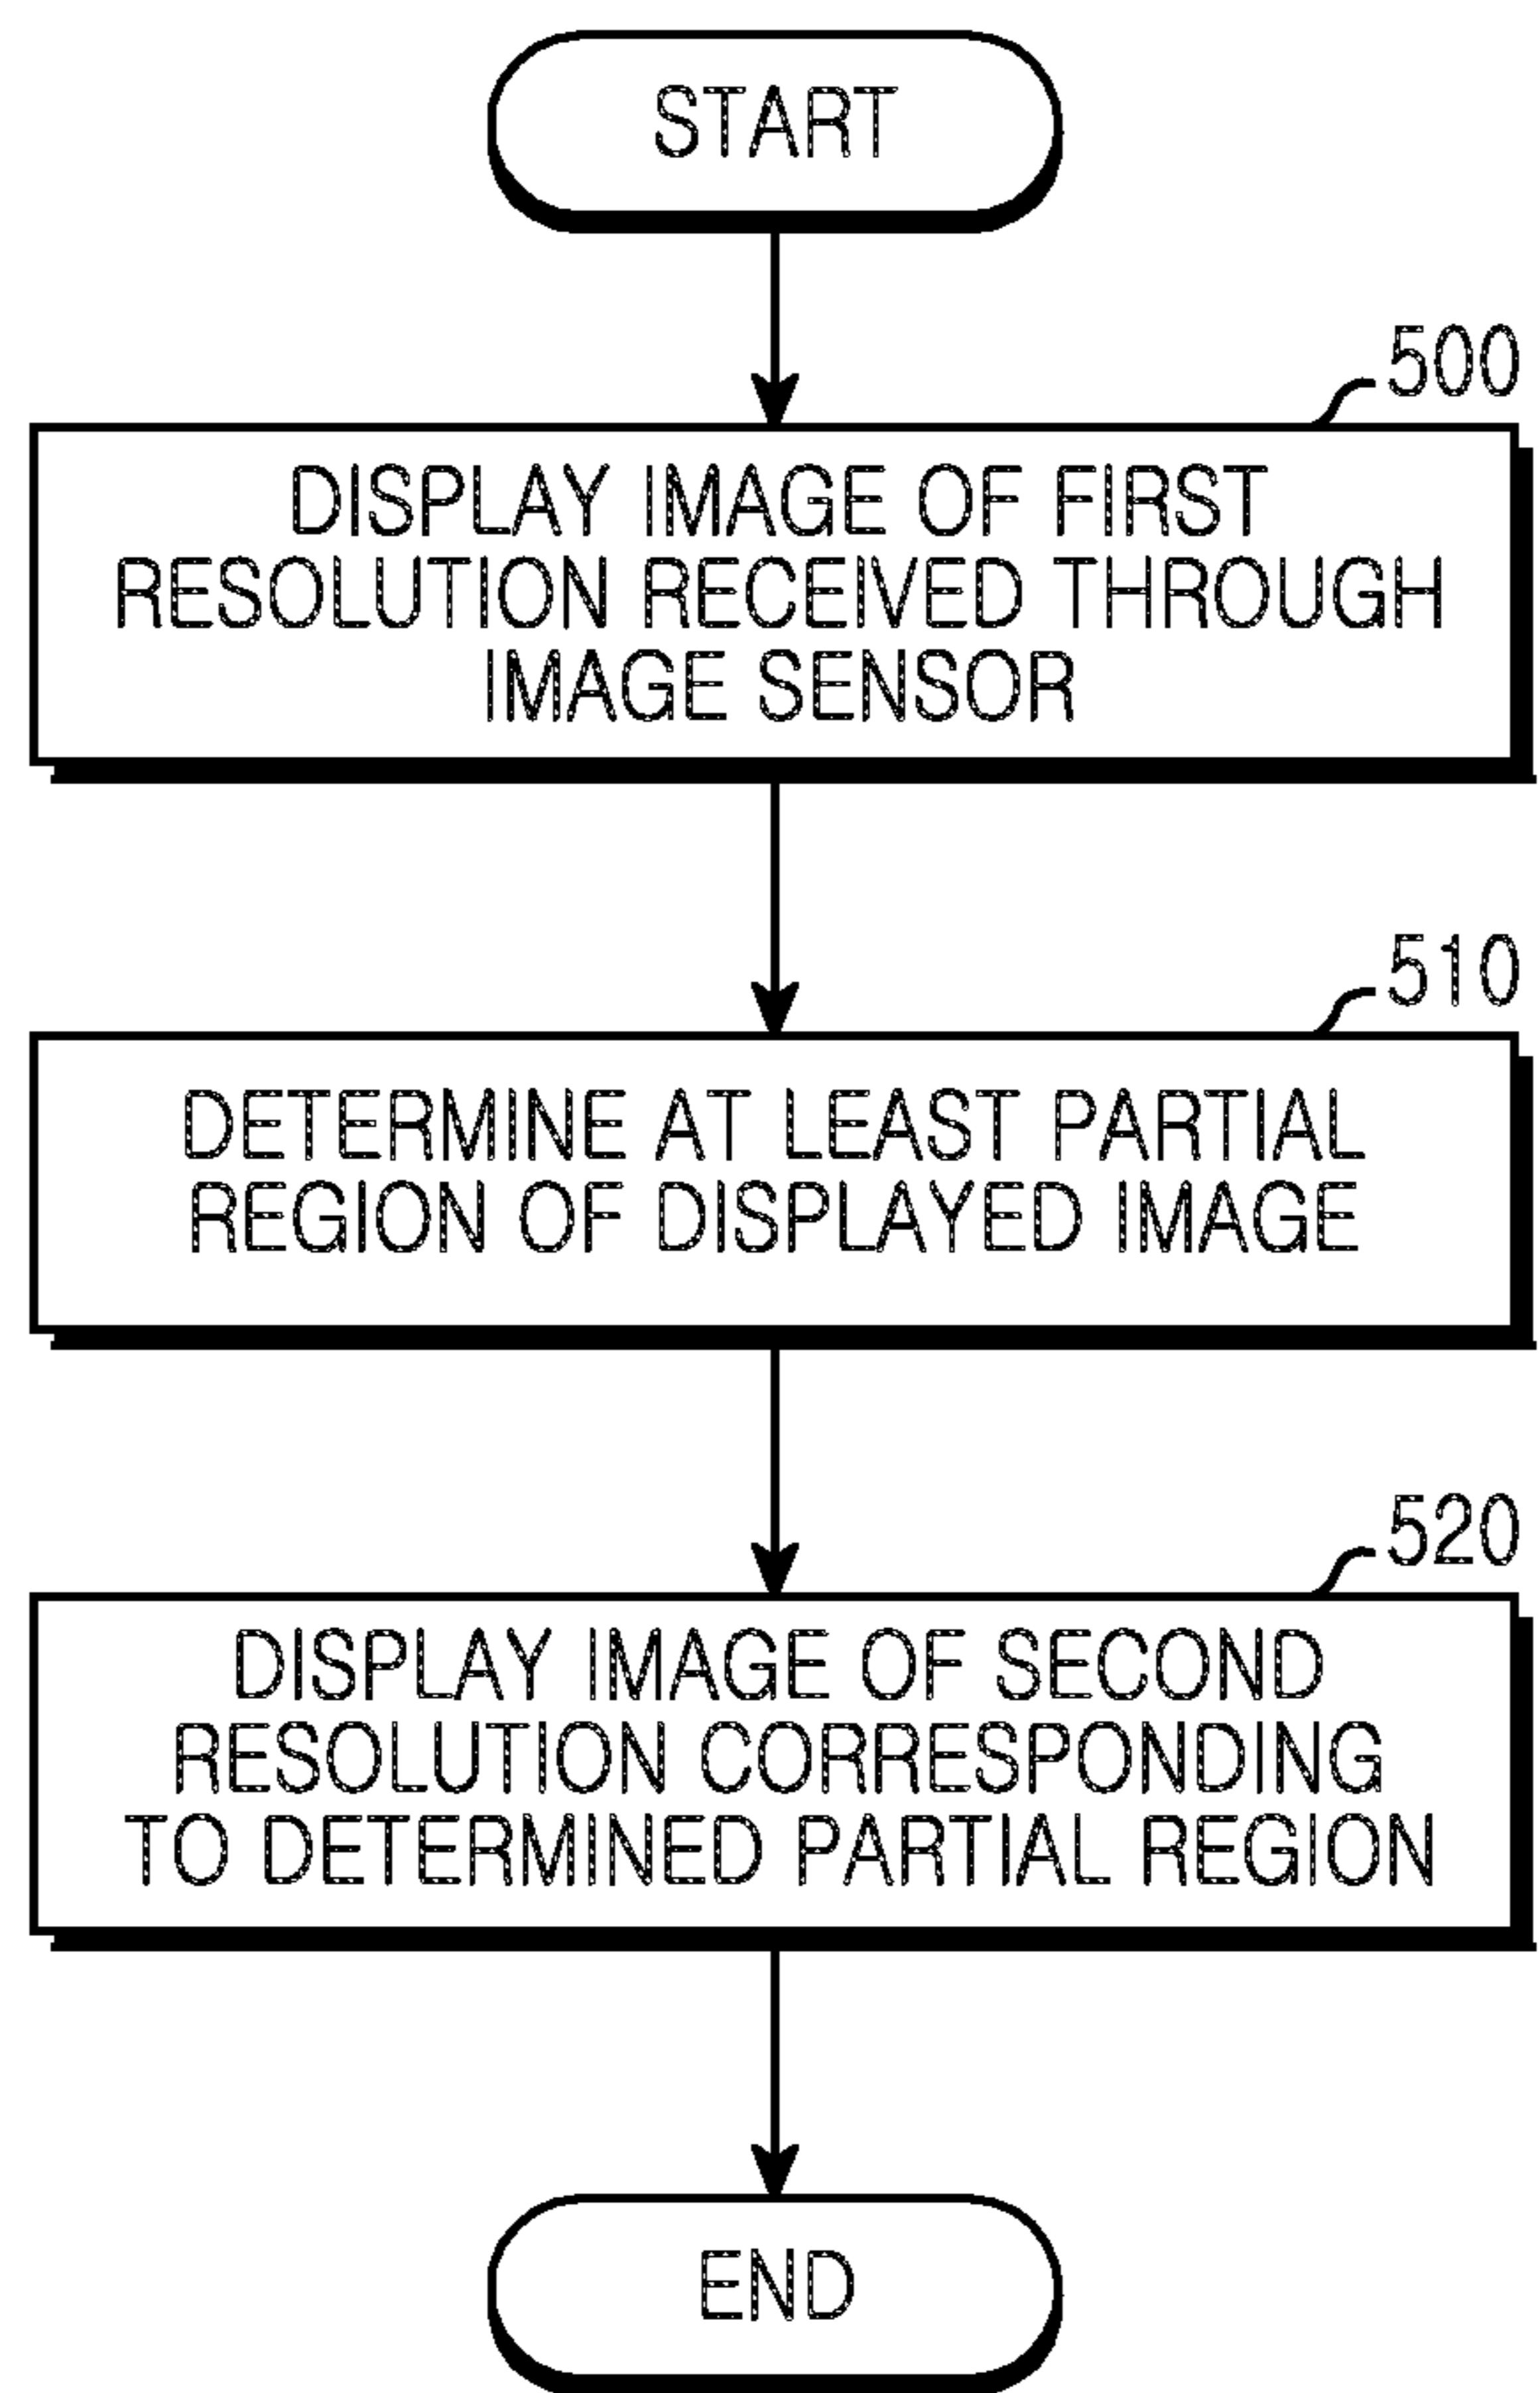 START
500
DISPLAY IMAGE OF FIRST
RESOLUTION RECEIVED THROUGH
IMAGE SENSOR
510
DETERMINE AT LEAST PARTIAL
REGION OF DISPLAYED IMAGE
520
DISPLAY IMAGE OF SECOND
RESOLUTION CORRESPONDING
TO DETERMINED PARTIAL REGION
END